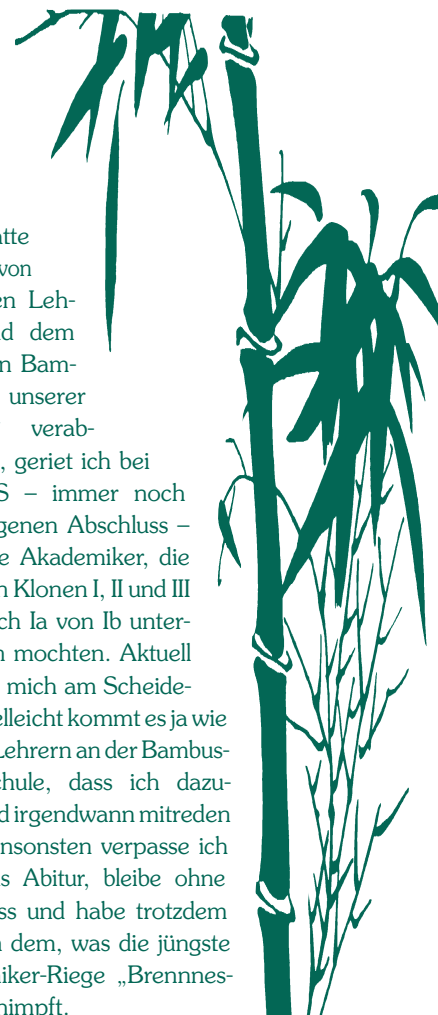 atte
von
en Leh-
d dem
n Bam-
unserer
verab-
, geriet ich bei
S – immer noch
genen Abschluss –
e Akademiker, die
n Klonen I, II und III
ch Ia von Ib unter-
n mochten. Aktuell
mich am Scheide-
elleicht kommt es ja wie
Lehrern an der Bambus-
chule, dass ich dazu-
d irgendwann mitreden
nsonsten verpasse ich
s Abitur, bleibe ohne
ss und habe trotzdem
n dem, was die jüngste
iker-Riege „Brennnes-
himpft.